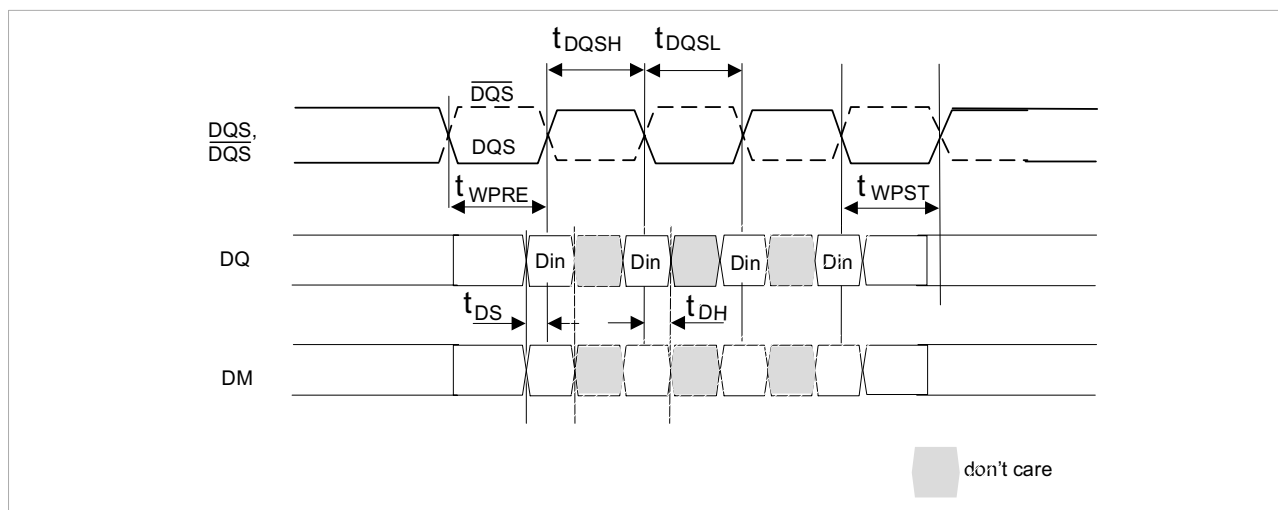 tDQSH
tDQSL
DQS
DQS,
DQS
DQS
tWPRE
tWPST
DQ
Din
Din
Din
Din
tDS
tDH
DM
don't care